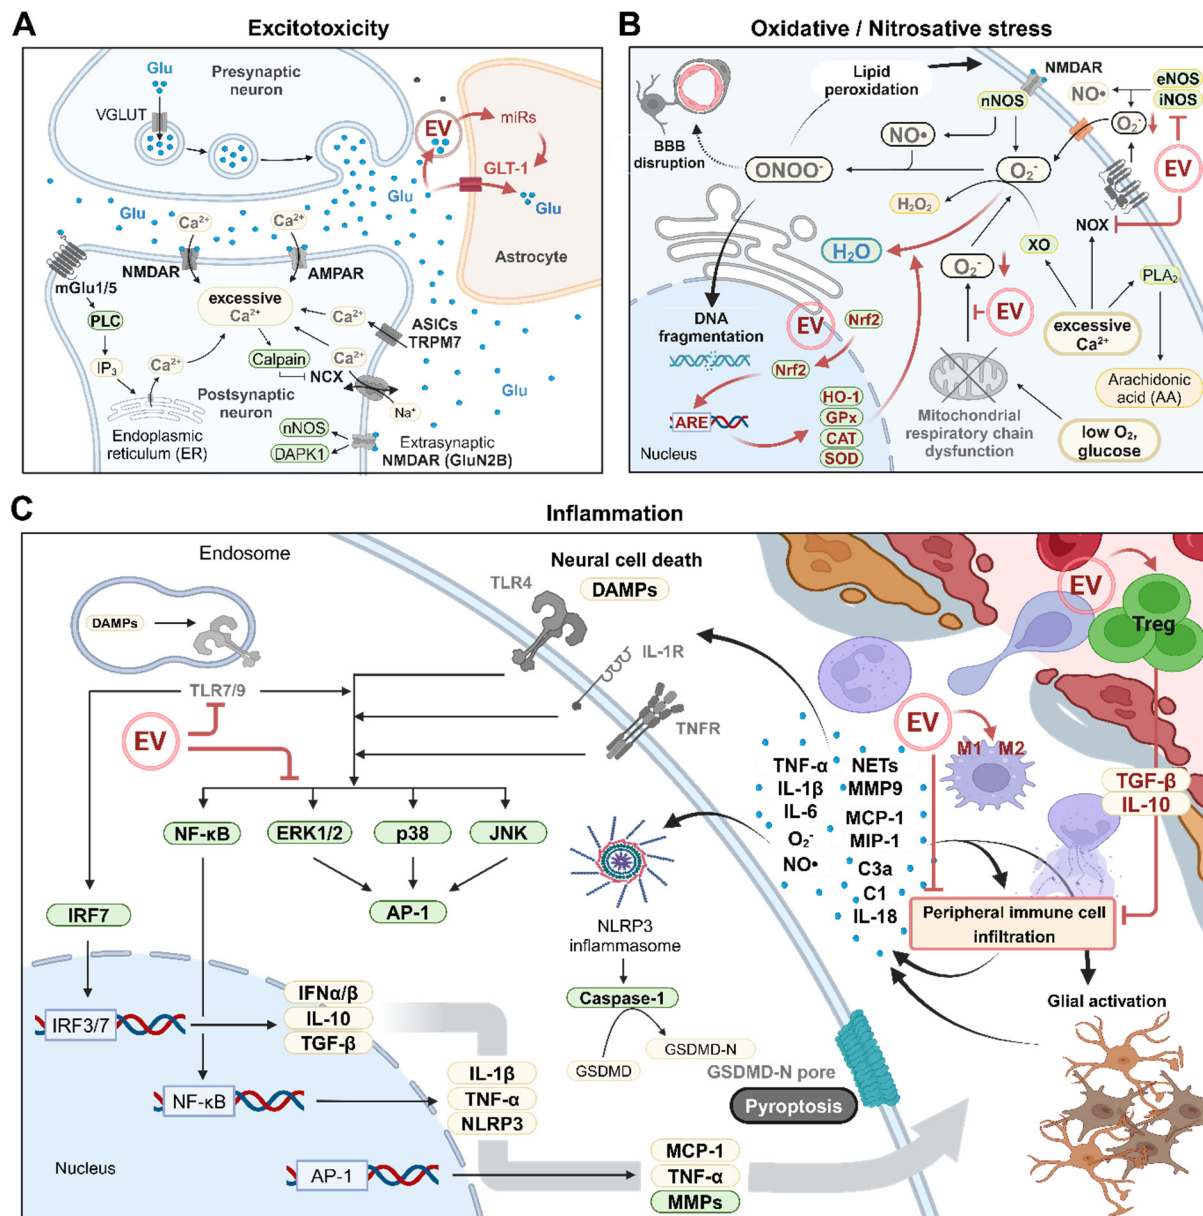 A
Excitotoxicity
Glu
Presynaptic
neuron
VGLUT
EV
miRs
GLT-1
Glu
Glu
Glu
Astrocyte
Ca²⁺
Ca²⁺
NMDAR
AMPAR
mGlu1/5
PLC
IP₃
excessive
Ca²⁺
Ca²⁺
ASICs
TRPM7
Calpain
Ca²⁺
NCX
Ca²⁺
Na⁺
Glu
Postsynaptic
neuron
Endoplasmic
reticulum (ER)
nNOS
DAPK1
Extrasynaptic
NMDAR (GluN2B)
B
Oxidative / Nitrosative stress
BBB
disruption
Lipid
peroxidation
NMDAR
nNOS
NO•
eNOS
iNOS
NO•
O₂⁻
ONOO⁻
O₂⁻
EV
H₂O₂
H₂O
NOX
XO
O₂⁻
EV
PLA₂
excessive
Ca²⁺
DNA
fragmentation
EV
Nrf2
Nrf2
ARE
HO-1
GPx
CAT
SOD
Mitochondrial
respiratory chain
dysfunction
Arachidonic
acid (AA)
low O₂,
glucose
Nucleus
C
Inflammation
Endosome
DAMPs
TLR7/9
EV
TLR4
Neural cell death
DAMPs
IL-1R
TNFR
EV
Treg
EV
M1 M2
TGF-β
IL-10
TNF-α
IL-1β
IL-6
O₂⁻
NO•
NETs
MMP9
MCP-1
MIP-1
C3a
C1
IL-18
NF-κB
ERK1/2
p38
JNK
AP-1
IRF7
NLRP3
inflammasome
Peripheral immune cell
infiltration
Caspase-1
GSDMD
GSDMD-N
GSDMD-N pore
Pyroptosis
Glial activation
IRF3/7
IFNα/β
IL-10
TGF-β
NF-κB
IL-1β
TNF-α
NLRP3
Nucleus
AP-1
MCP-1
TNF-α
MMPs